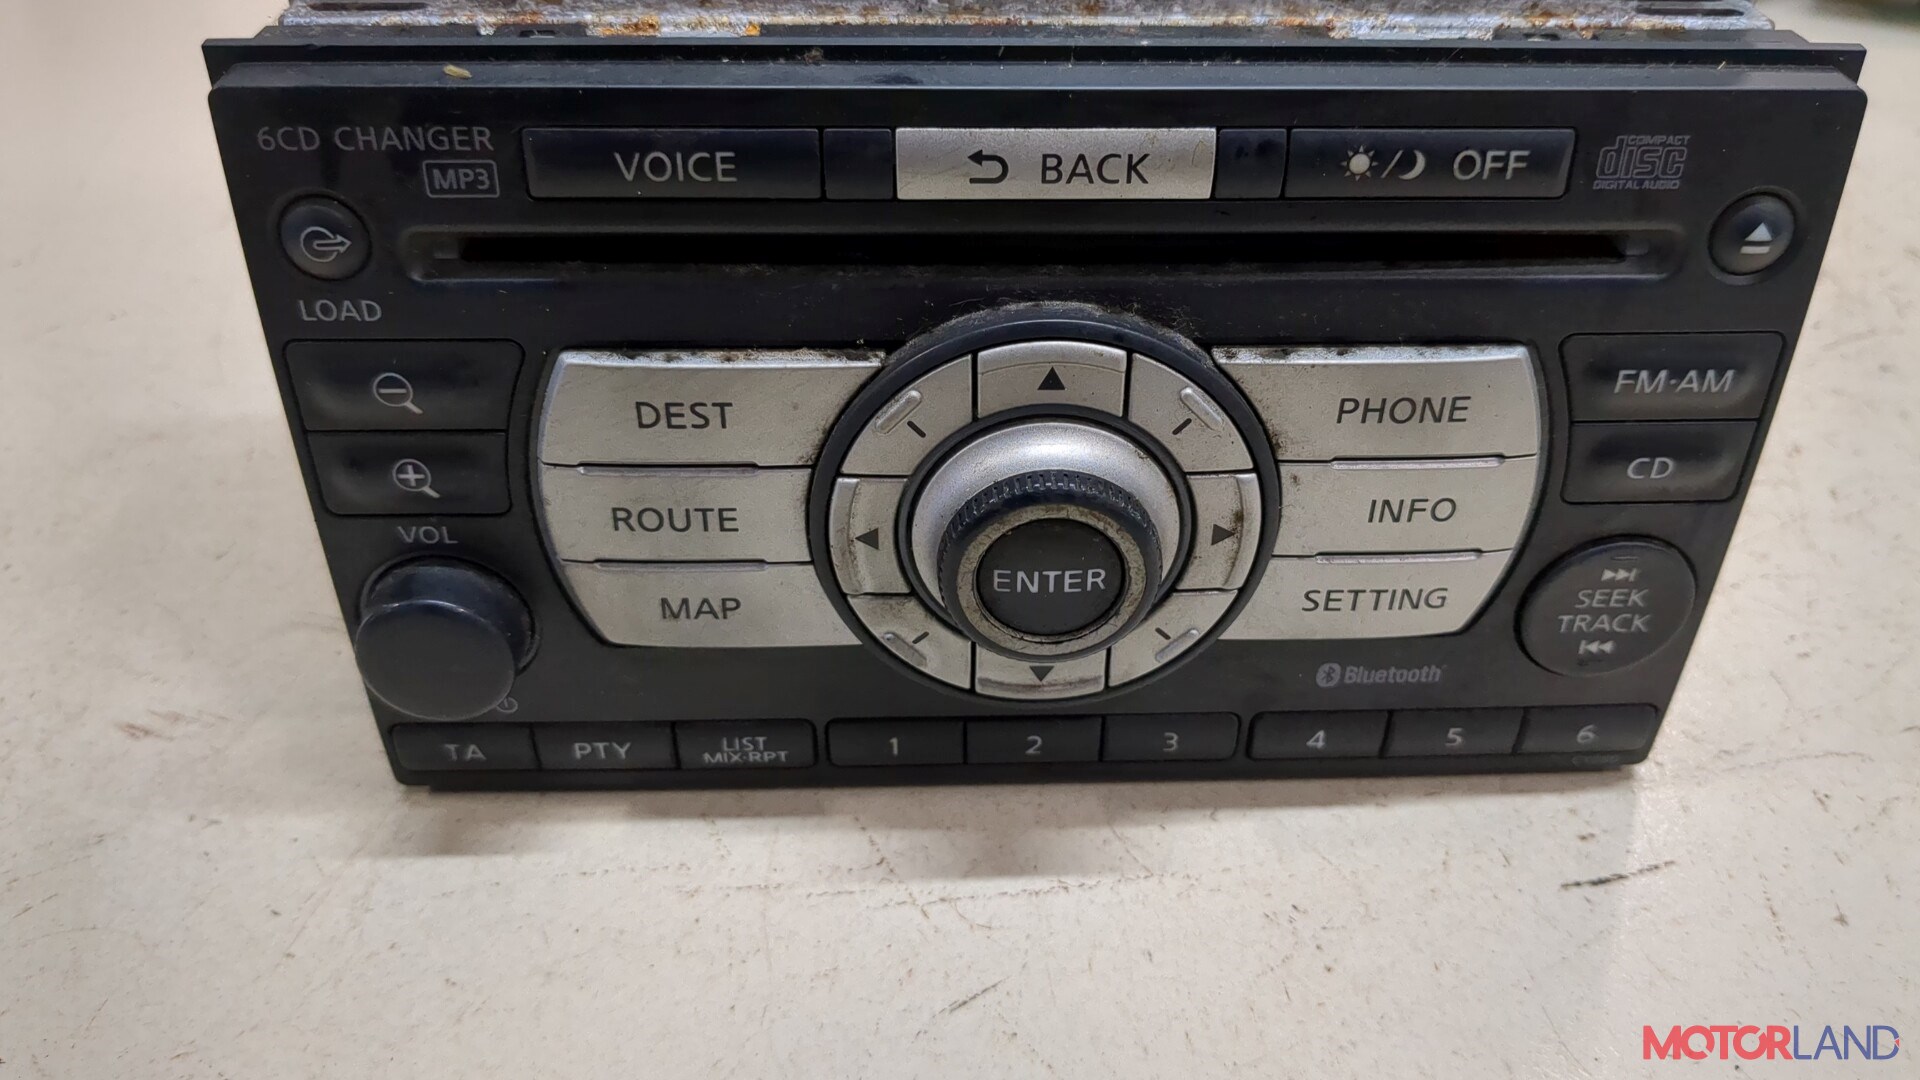 6CD CHANGER
MP3
VOICE
BACK
OFF
COMPACT
disc
DIGITAL AUDIO
LOAD
DEST
PHONE
FM·AM
CD
ROUTE
INFO
VOL
ENTER
MAP
SETTING
SEEK
TRACK
Bluetooth
TA
PTY
LIST
MIX·RPT
1
2
3
4
5
6
MOTORLAND